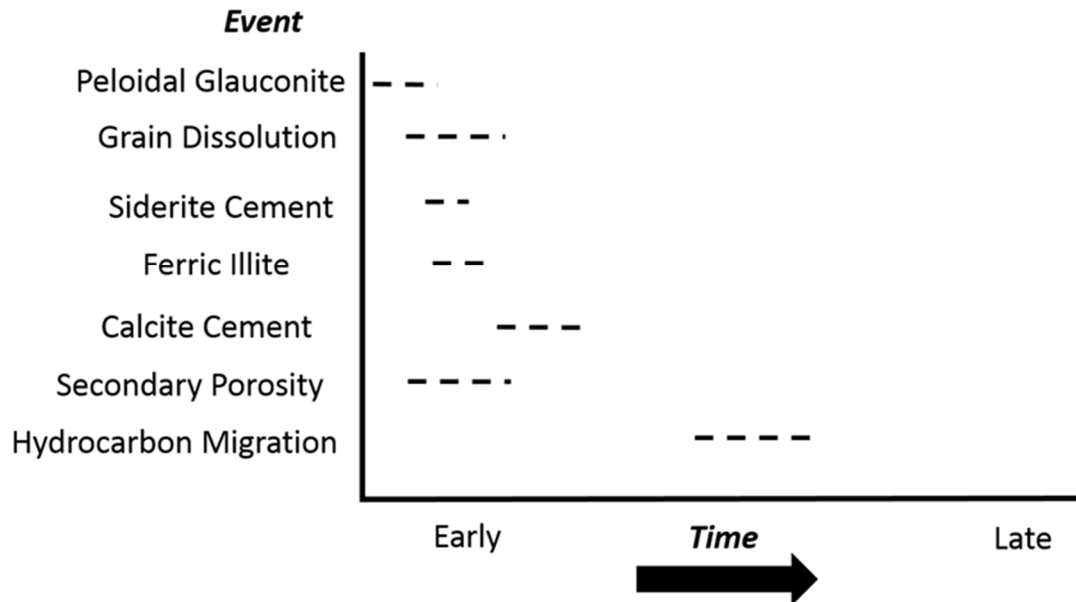 Event
Peloidal Glauconite
Grain Dissolution
Siderite Cement
Ferric Illite
Calcite Cement
Secondary Porosity
Hydrocarbon Migration
Early Time Late